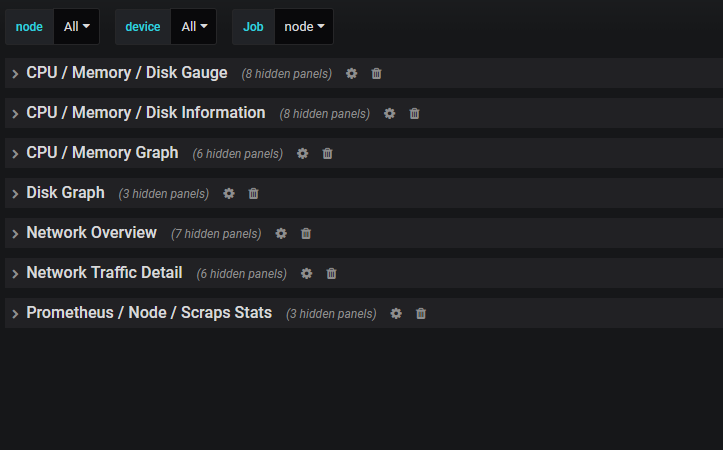 node All device All Job node
CPU / Memory / Disk Gauge (8 hidden panels)
CPU / Memory / Disk Information (8 hidden panels)
CPU / Memory Graph (6 hidden panels)
Disk Graph (3 hidden panels)
Network Overview (7 hidden panels)
Network Traffic Detail (6 hidden panels)
Prometheus / Node / Scraps Stats (3 hidden panels)